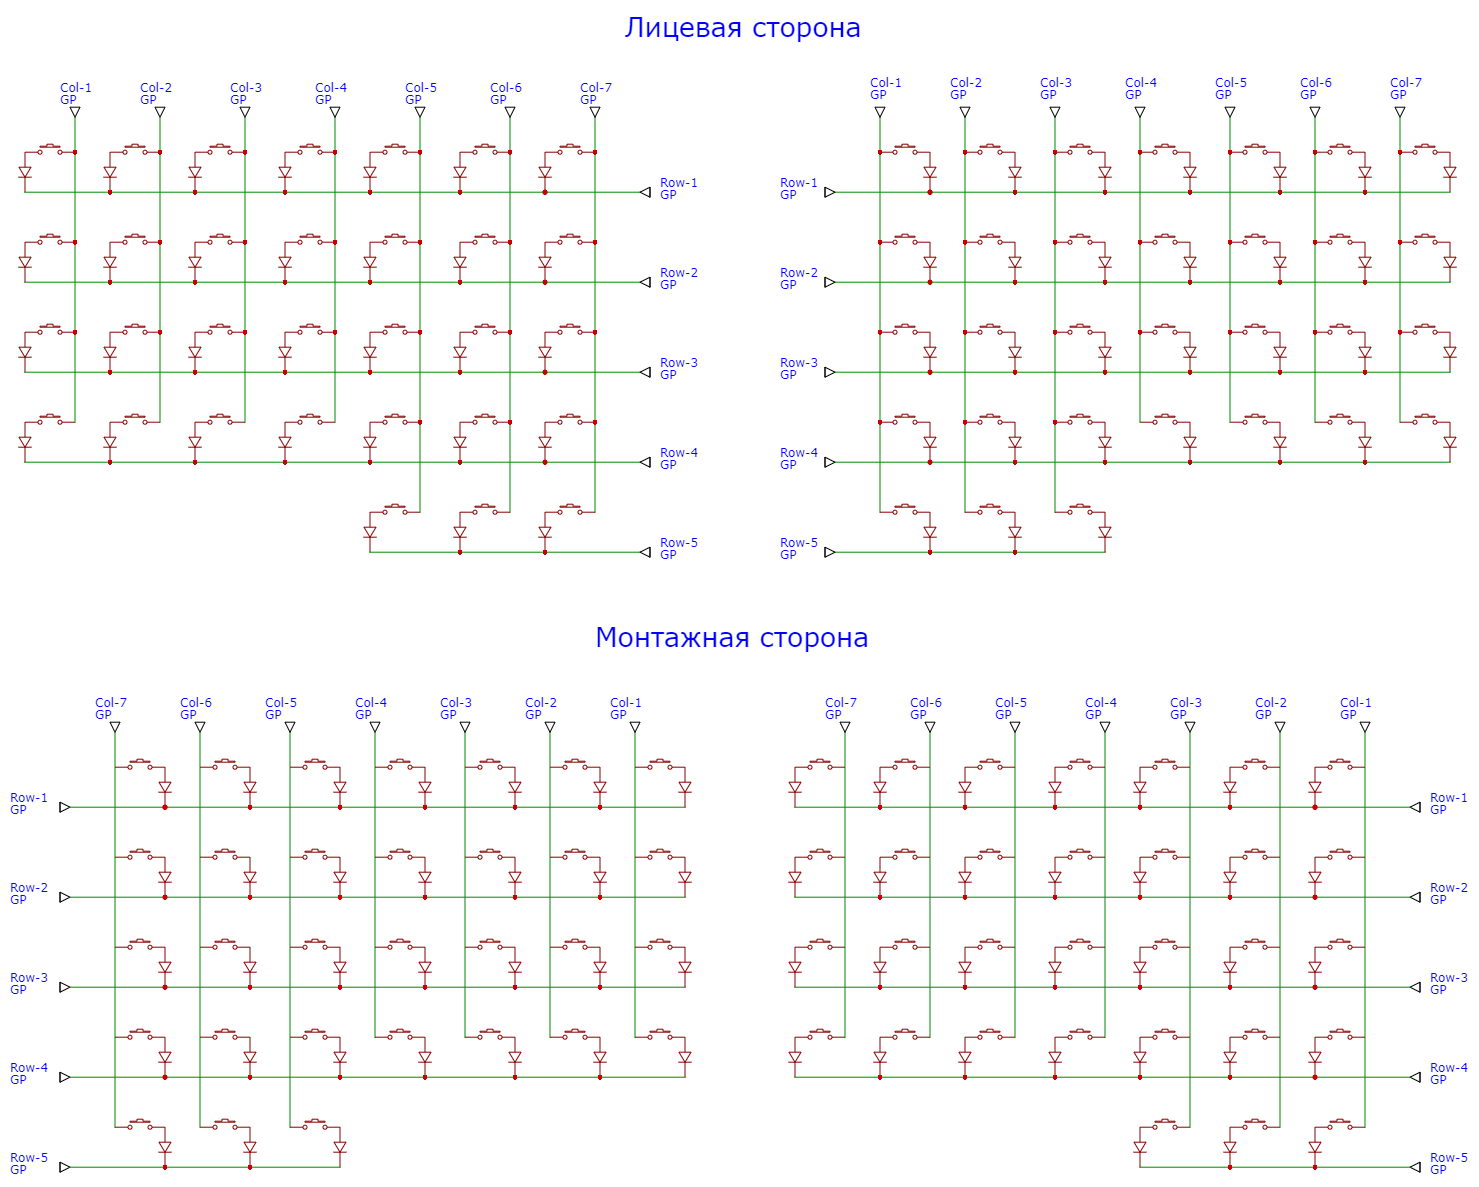 Лицевая сторона
Col-1 Col-2 Col-3 Col-4 Col-5 Col-6 Col-7
GP GP GP GP GP GP GP
Row-1
GP
Row-2
GP
Row-3
GP
Row-4
GP
Row-5
GP
Col-1 Col-2 Col-3 Col-4 Col-5 Col-6 Col-7
GP GP GP GP GP GP GP
Row-1
GP
Row-2
GP
Row-3
GP
Row-4
GP
Row-5
GP
Монтажная сторона
Col-7 Col-6 Col-5 Col-4 Col-3 Col-2 Col-1
GP GP GP GP GP GP GP
Row-1
GP
Row-2
GP
Row-3
GP
Row-4
GP
Row-5
GP
Col-7 Col-6 Col-5 Col-4 Col-3 Col-2 Col-1
GP GP GP GP GP GP GP
Row-1
GP
Row-2
GP
Row-3
GP
Row-4
GP
Row-5
GP